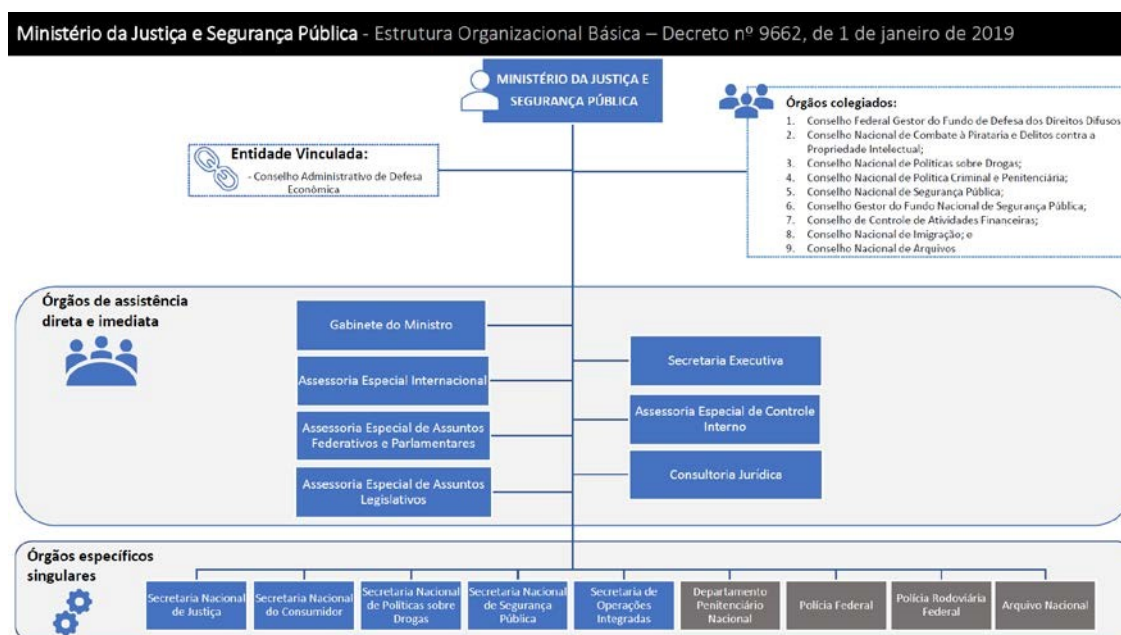 Ministério da Justiça e Segurança Pública - Estrutura Organizacional Básica – Decreto nº 9662, de 1 de janeiro de 2019
MINISTÉRIO DA JUSTIÇA E
SEGURANÇA PÚBLICA
Entidade Vinculada:
- Conselho Administrativo de Defesa
Econômica
Órgãos colegiados:
1. Conselho Federal Gestor do Fundo de Defesa dos Direitos Difusos
2. Conselho Nacional de Combate à Pirataria e Delitos contra a
Propriedade Intelectual;
3. Conselho Nacional de Políticas sobre Drogas;
4. Conselho Nacional de Política Criminal e Penitenciária;
5. Conselho Nacional de Segurança Pública;
6. Conselho Gestor do Fundo Nacional de Segurança Pública;
7. Conselho de Controle de Atividades Financeiras;
8. Conselho Nacional de Imigração; e
9. Conselho Nacional de Arquivos
Órgãos de assistência
direta e imediata
Gabinete do Ministro
Assessoria Especial Internacional
Assessoria Especial de Assuntos
Federativos e Parlamentares
Assessoria Especial de Assuntos
Legislativos
Secretaria Executiva
Assessoria Especial de Controle
Interno
Consultoria Jurídica
Órgãos específicos
singulares
Secretaria Nacional
de Justiça
Secretaria Nacional
do Consumidor
Secretaria Nacional
de Políticas sobre
Drogas
Secretaria Nacional
de Segurança
Pública
Secretaria de
Operações
Integradas
Departamento
Penitenciário
Nacional
Polícia Federal
Polícia Rodoviária
Federal
Arquivo Nacional